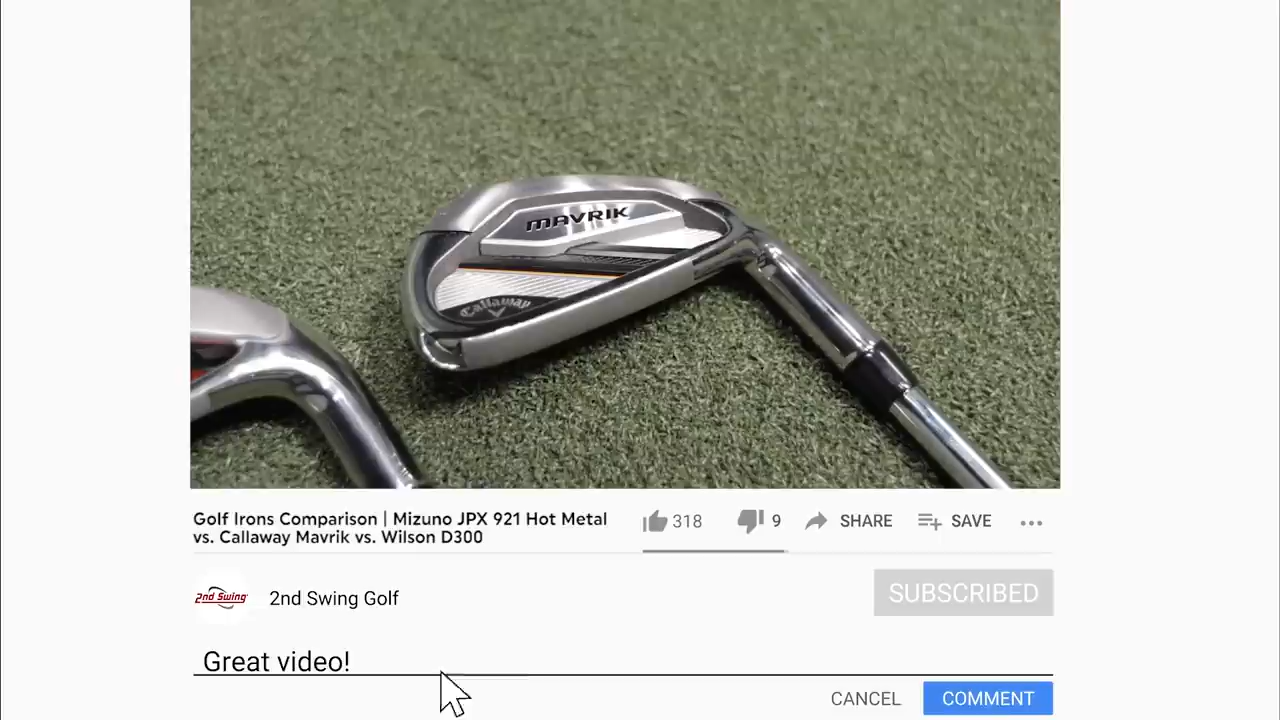 MAVRIK
Callaway
Golf Irons Comparison | Mizuno JPX 921 Hot Metal
vs. Callaway Mavrik vs. Wilson D300
318
9
SHARE
SAVE
2nd Swing
2nd Swing Golf
SUBSCRIBED
Great video!
CANCEL
COMMENT